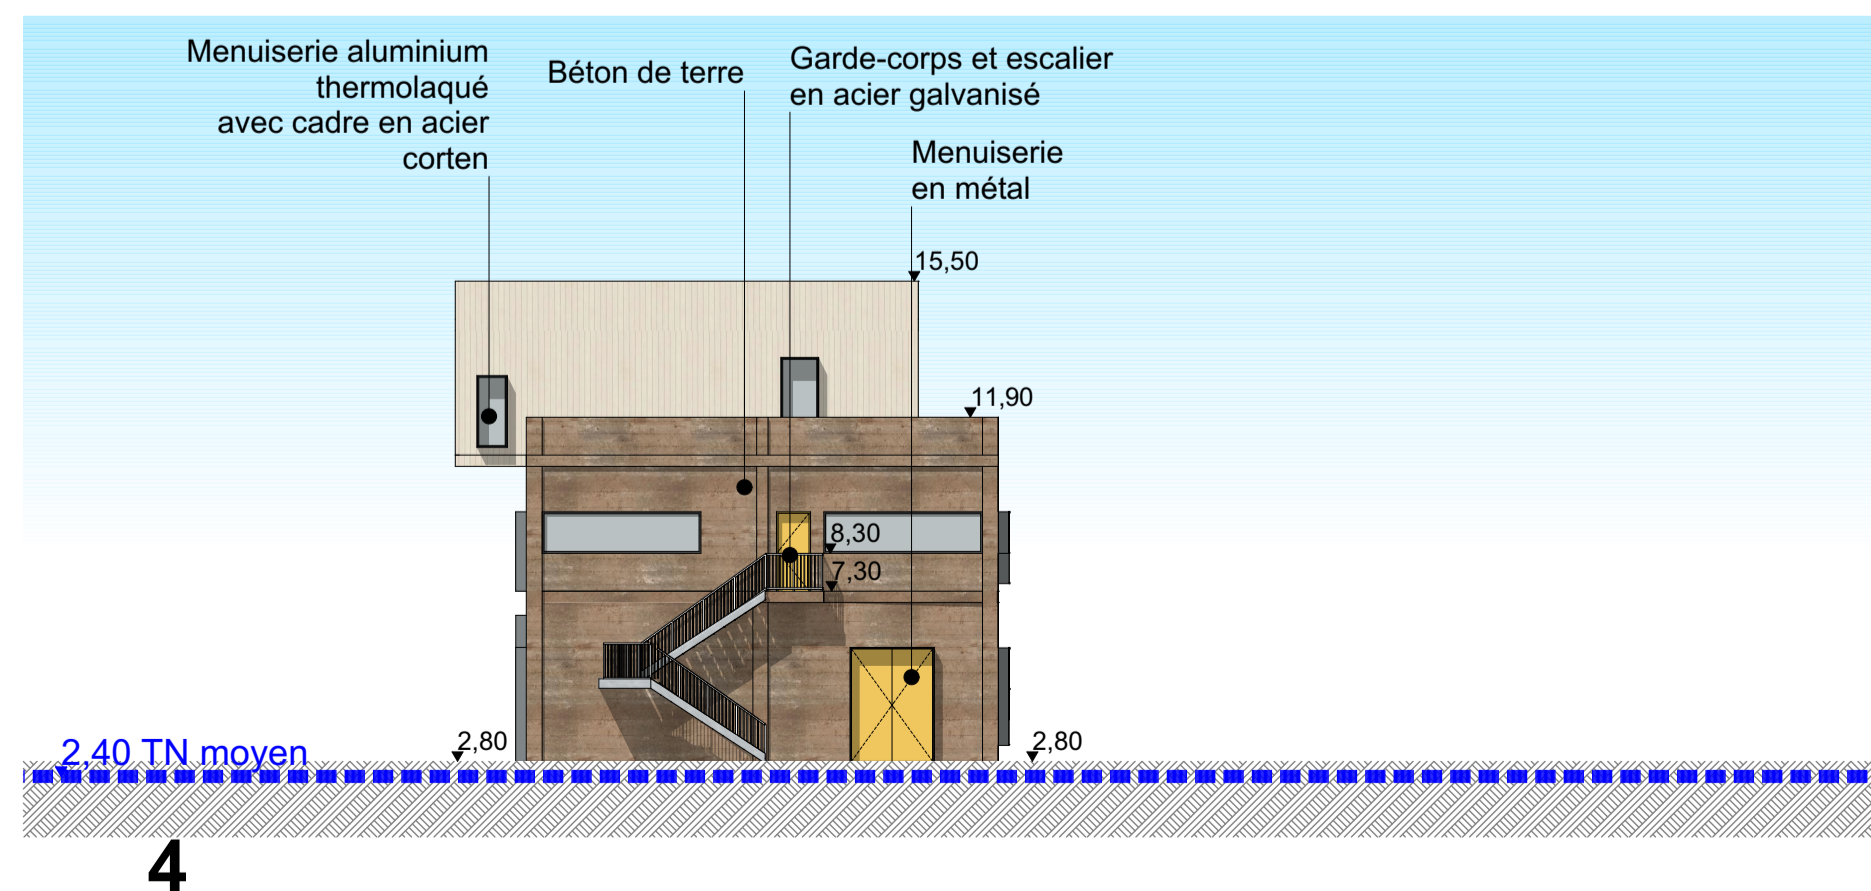 Menuiserie aluminium
thermolaqué
avec cadre en acier
corten
Béton de terre
Garde-corps et escalier
en acier galvanisé
Menuiserie
en métal
15,50
11,90
8,30
7,30
2,40 TN moyen
2,80
2,80
4